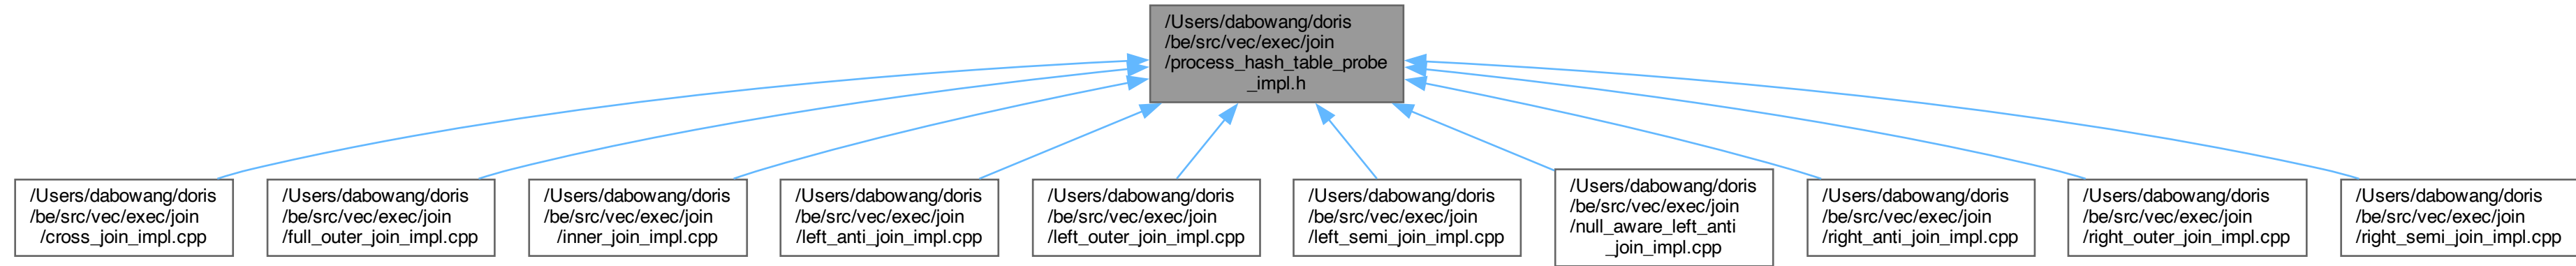 /Users/dabowang/doris
/be/src/vec/exec/join
/process_hash_table_probe
_impl.h
/Users/dabowang/doris
/be/src/vec/exec/join
/cross_join_impl.cpp
/Users/dabowang/doris
/be/src/vec/exec/join
/full_outer_join_impl.cpp
/Users/dabowang/doris
/be/src/vec/exec/join
/inner_join_impl.cpp
/Users/dabowang/doris
/be/src/vec/exec/join
/left_anti_join_impl.cpp
/Users/dabowang/doris
/be/src/vec/exec/join
/left_outer_join_impl.cpp
/Users/dabowang/doris
/be/src/vec/exec/join
/left_semi_join_impl.cpp
/Users/dabowang/doris
/be/src/vec/exec/join
/null_aware_left_anti
_join_impl.cpp
/Users/dabowang/doris
/be/src/vec/exec/join
/right_anti_join_impl.cpp
/Users/dabowang/doris
/be/src/vec/exec/join
/right_outer_join_impl.cpp
/Users/dabowang/doris
/be/src/vec/exec/join
/right_semi_join_impl.cpp